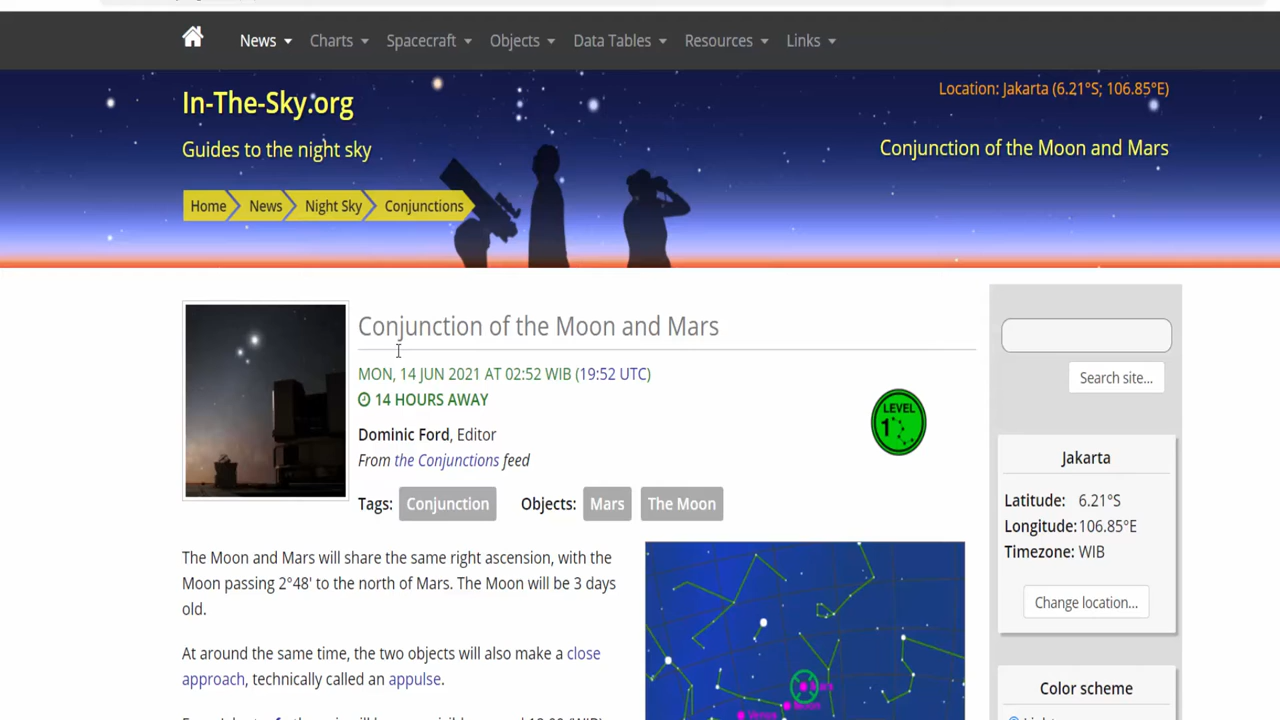 News Charts Spacecraft Objects Data Tables Resources Links
In-The-Sky.org
Location: Jakarta (6.21°S; 106.85°E)
Guides to the night sky
Conjunction of the Moon and Mars
Home News Night Sky Conjunctions
Conjunction of the Moon and Mars
MON, 14 JUN 2021 AT 02:52 WIB (19:52 UTC)
14 HOURS AWAY
Dominic Ford, Editor
From the Conjunctions feed
Tags: Conjunction Objects: Mars The Moon
LEVEL
1
The Moon and Mars will share the same right ascension, with the
Moon passing 2°48' to the north of Mars. The Moon will be 3 days
old.
At around the same time, the two objects will also make a close
approach, technically called an appulse.
Search site...
Jakarta
Latitude: 6.21°S
Longitude: 106.85°E
Timezone: WIB
Change location...
Color scheme